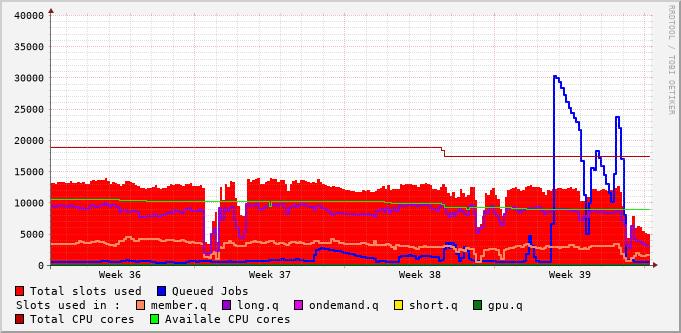 40000
35000
30000
25000
20000
15000
10000
5000
0
Week 36 Week 37 Week 38 Week 39
RRDTOOL / TOBI OETIKER
Total slots used Queued Jobs
Slots used in : member.q long.q ondemand.q short.q gpu.q
Total CPU cores Availale CPU cores